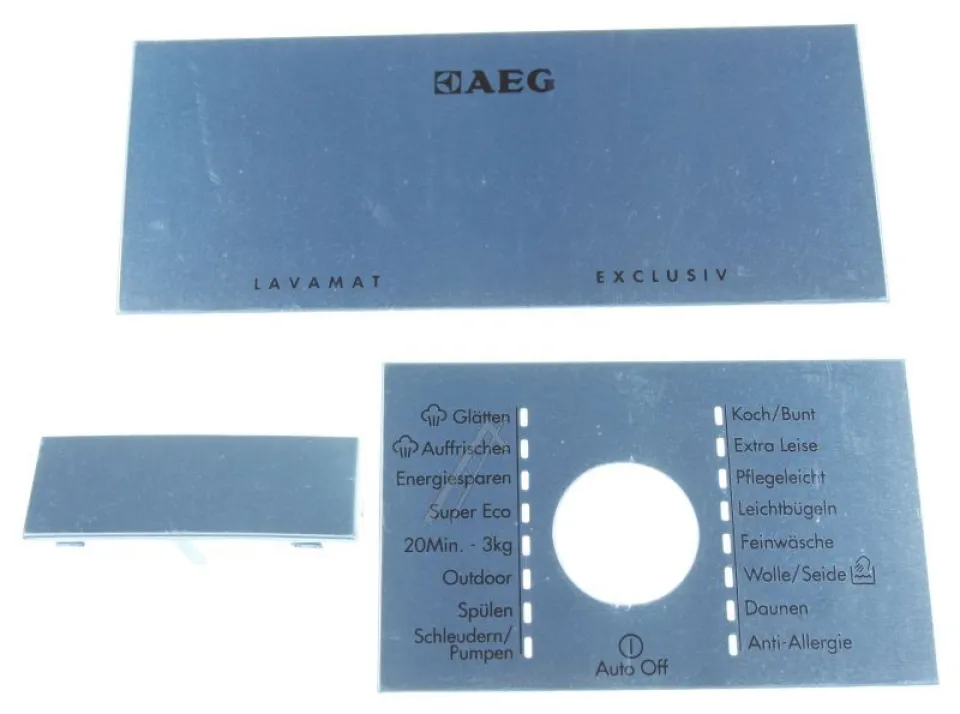 AEG
LAVAMAT EXCLUSIV
Glätten
Auffrischen
Energiesparen
Super Eco
20Min. - 3kg
Outdoor
Spülen
Schleudern/
Pumpen
Koch/Bunt
Extra Leise
Pflegeleicht
Leichtbügeln
Feinwäsche
Wolle/Seide
Daunen
Anti-Allergie
Auto Off